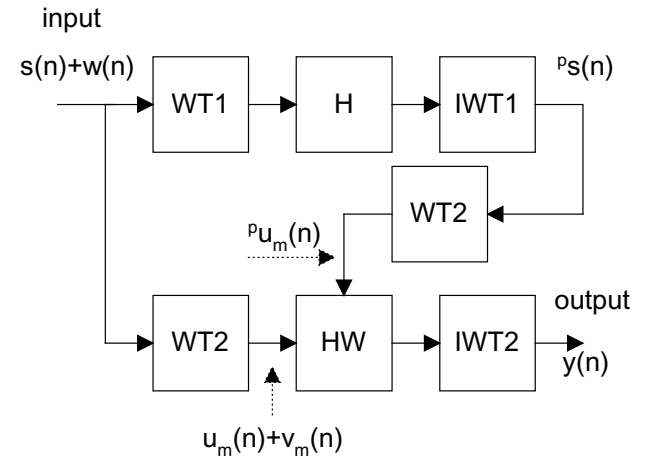 input
s(n)+w(n)
WT1
H
IWT1
ᵖs(n)
WT2
ᵖuₘ(n)
WT2
HW
IWT2
output
y(n)
uₘ(n)+vₘ(n)